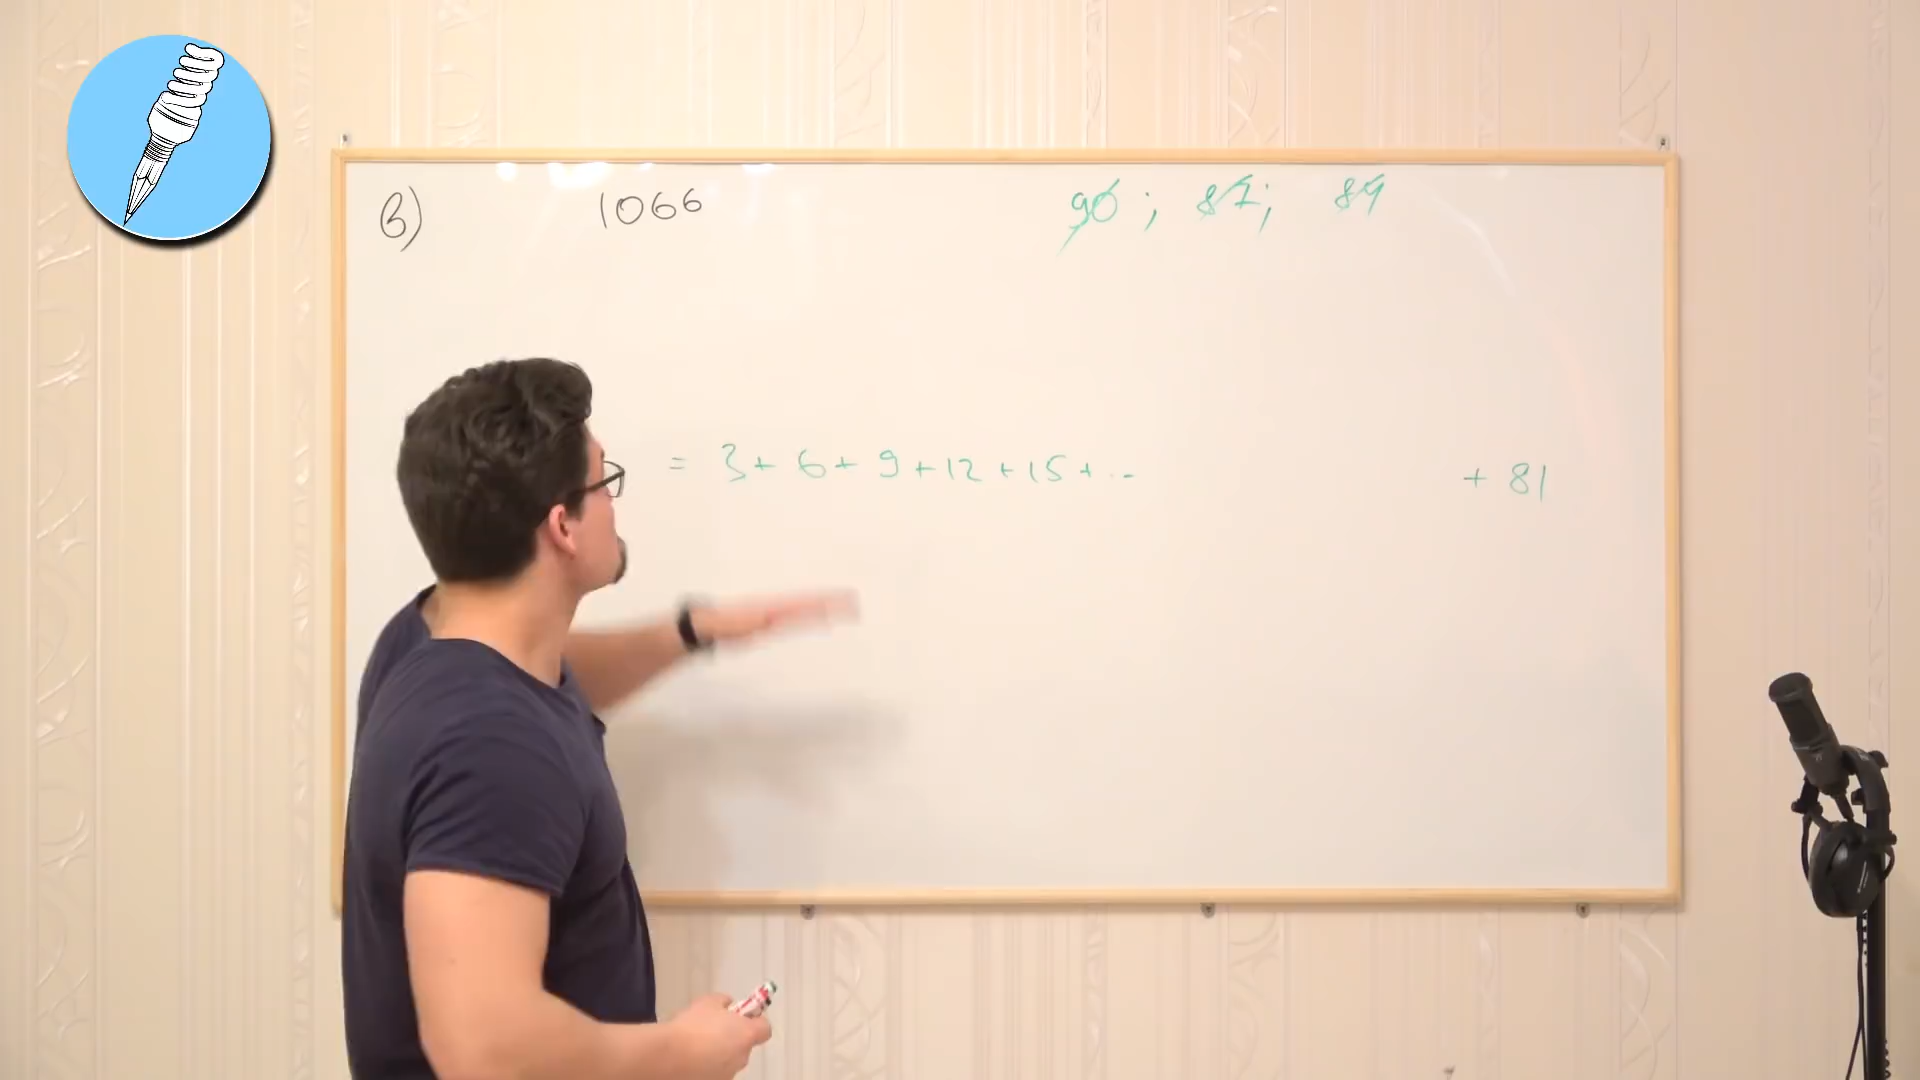 в) 1066 90 ; 87; 84
= 3+ 6+ 9+12+15+.. + 81